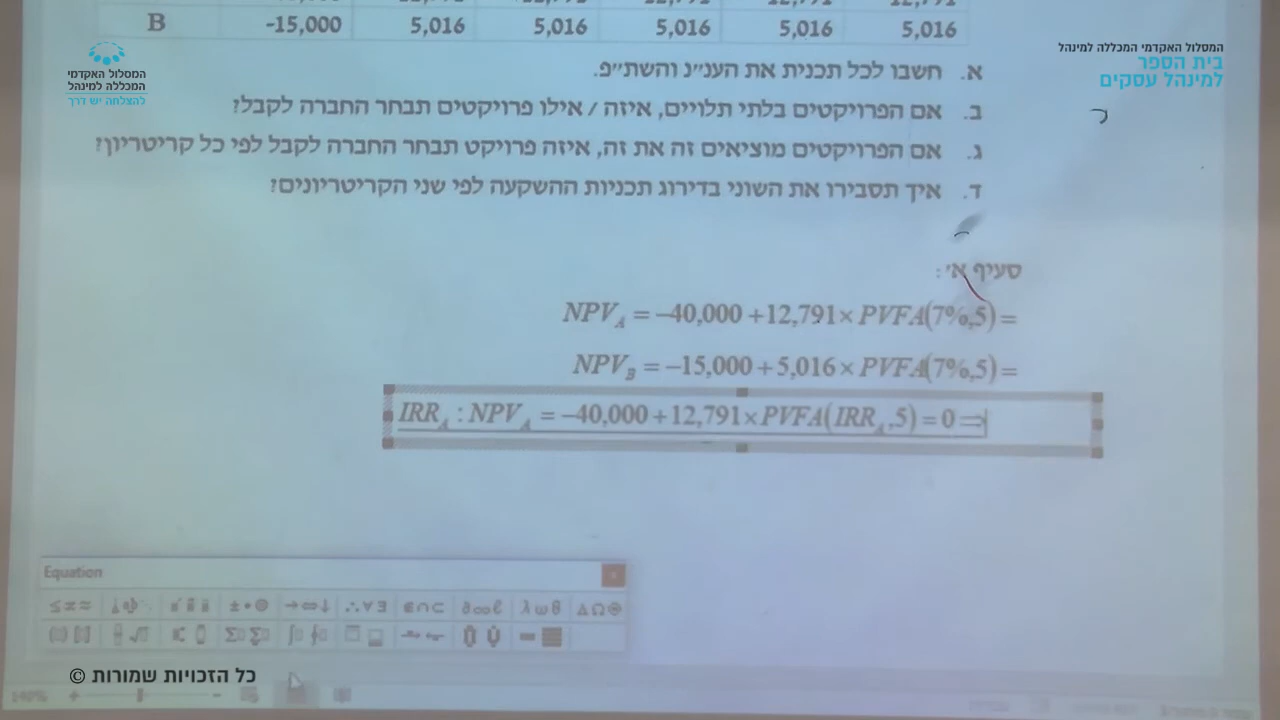 B -15,000 5,016 5,016 5,016 5,016 5,016
המסלול האקדמי המכללה למינהל
בית הספר
למינהל עסקים
המסלול האקדמי
המכללה למינהל
להצלחה יש דרך
א. חשבו לכל תכנית את הענ״נ והשת״פ.
ב. אם הפרויקטים בלתי תלויים, איזה / אילו פרויקטים תבחר החברה לקבל?
ג. אם הפרויקטים מוציאים זה את זה, איזה פרויקט תבחר החברה לקבל לפי כל קריטריון?
ד. איך תסבירו את השוני בדירוג תכניות ההשקעה לפי שני הקריטריונים?
סעיף א׳:
NPV_A = –40,000 + 12,791 × PVFA(7%,5) =
NPV_B = –15,000 + 5,016 × PVFA(7%,5) =
IRR_A : NPV_A = –40,000 + 12,791 × PVFA(IRR_A,5) = 0 ⇒
Equation
כל הזכויות שמורות ©
140%